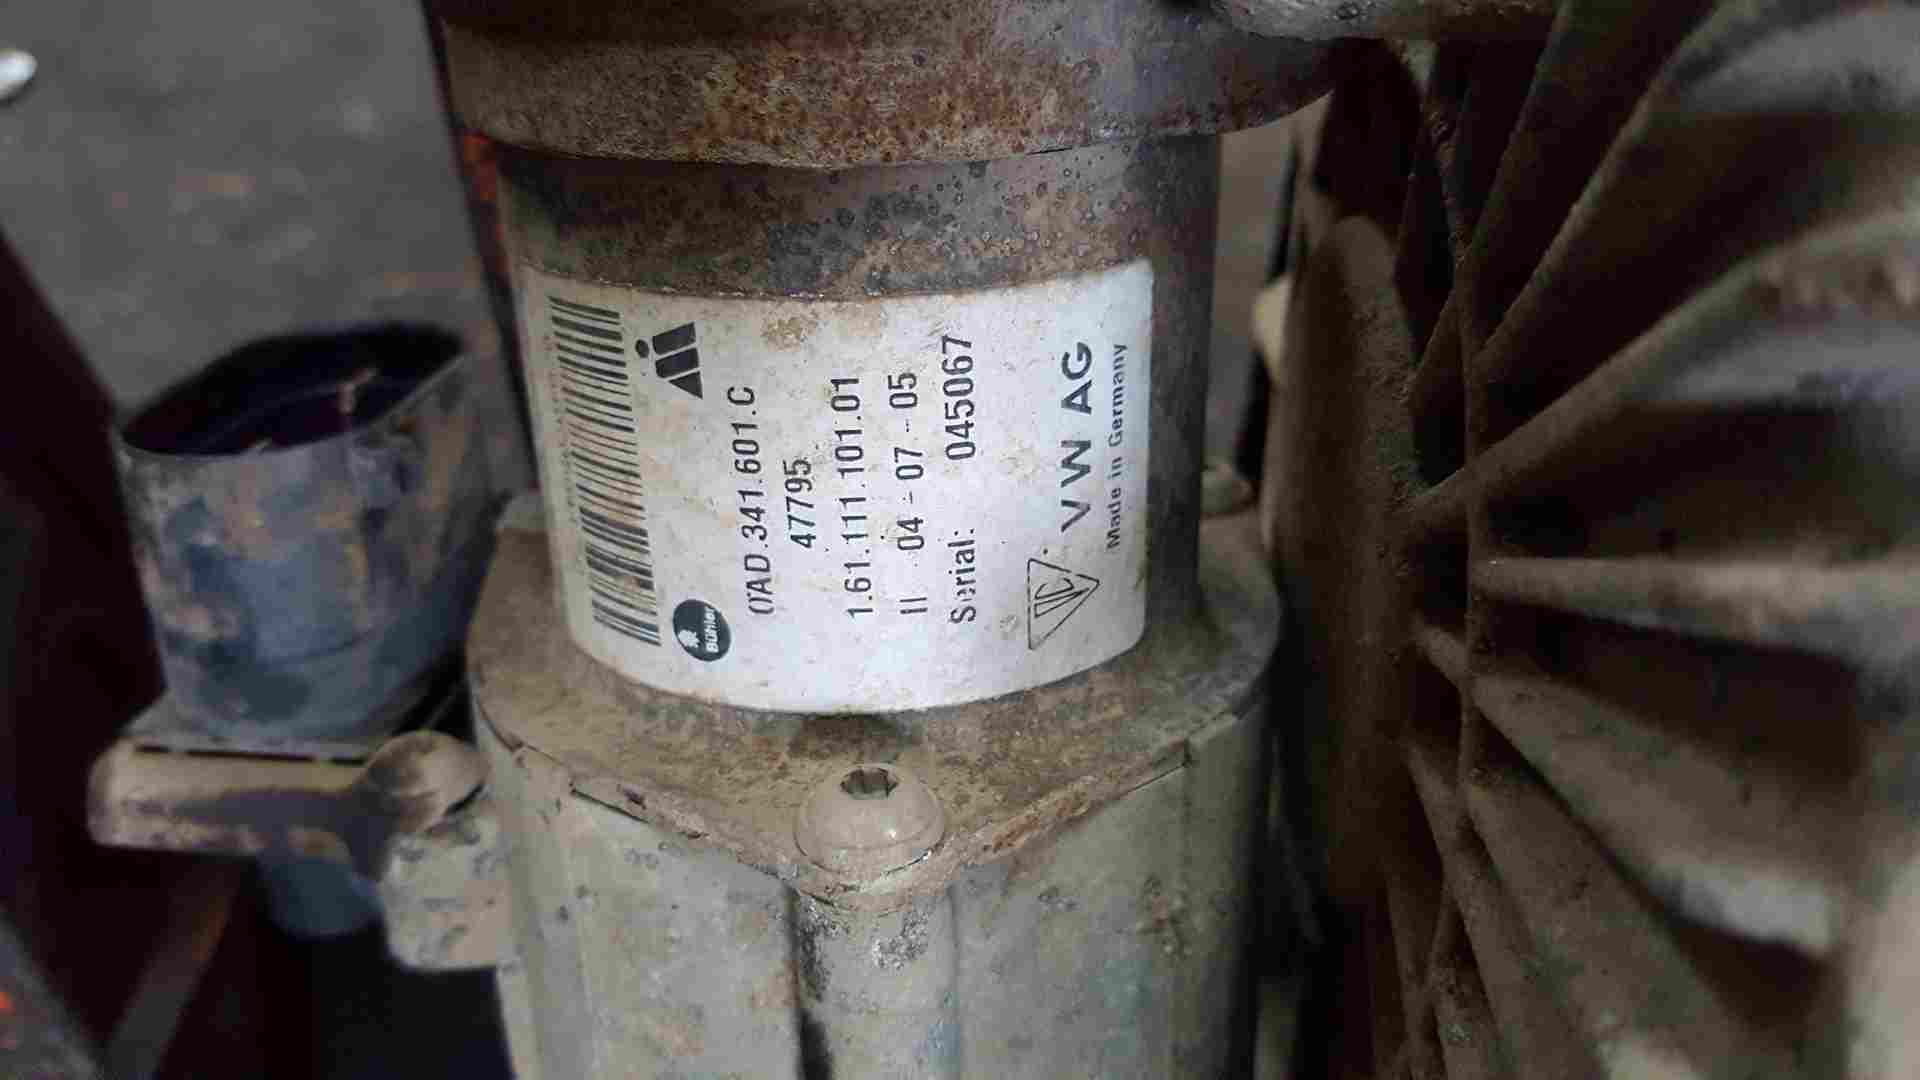 Bühler
0AD.341.601.C
47795
1.61.111.101.01
II 04-07-05
Serial: 045067
VW AG
Made in Germany